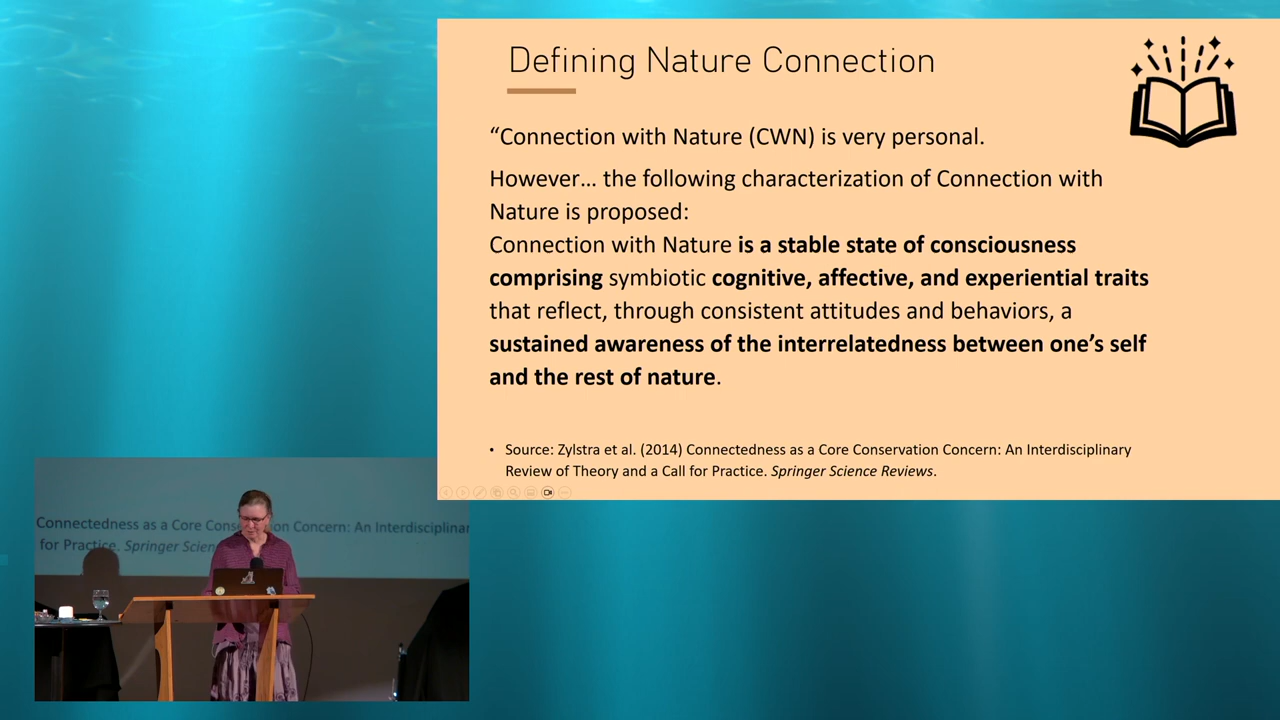 Defining Nature Connection
“Connection with Nature (CWN) is very personal.
However... the following characterization of Connection with
Nature is proposed:
Connection with Nature is a stable state of consciousness
comprising symbiotic cognitive, affective, and experiential traits
that reflect, through consistent attitudes and behaviors, a
sustained awareness of the interrelatedness between one’s self
and the rest of nature.
• Source: Zylstra et al. (2014) Connectedness as a Core Conservation Concern: An Interdisciplinary
Review of Theory and a Call for Practice. Springer Science Reviews.
Connectedness as a Core Cons on Concern: An Interdisciplinar
for Practice. Springer Scien